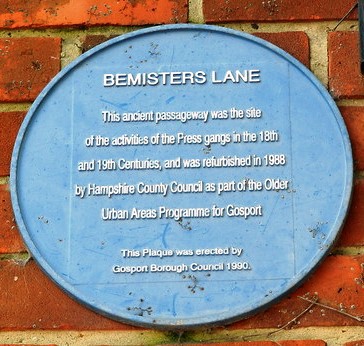 BEMISTERS LANE
This ancient passageway was the site
of the activities of the Press gangs in the 18th
and 19th Centuries, and was refurbished in 1988
by Hampshire County Council as part of the Older
Urban Areas Programme for Gosport
This Plaque was erected by
Gosport Borough Council 1990.